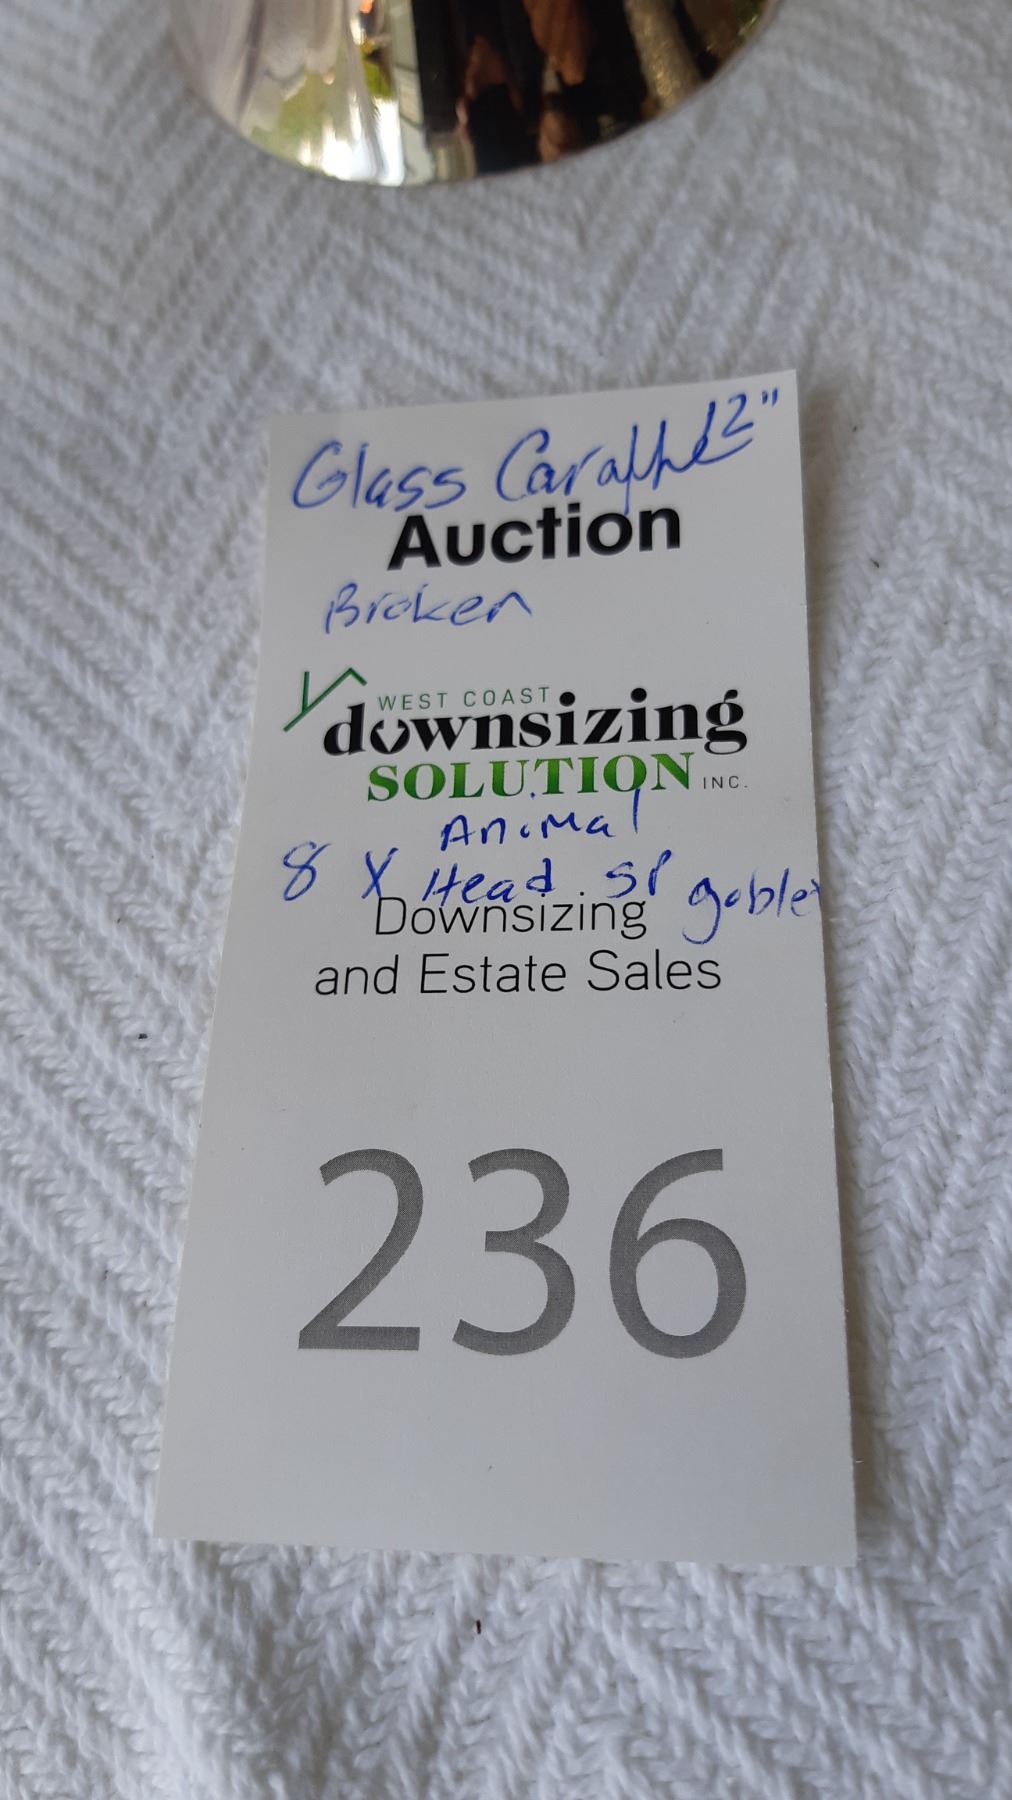 Glass Caraffe 12"
Auction
Broken
WEST COAST
downsizing
SOLUTION INC.
Animal
8 X Head SP goblet
Downsizing
and Estate Sales
236